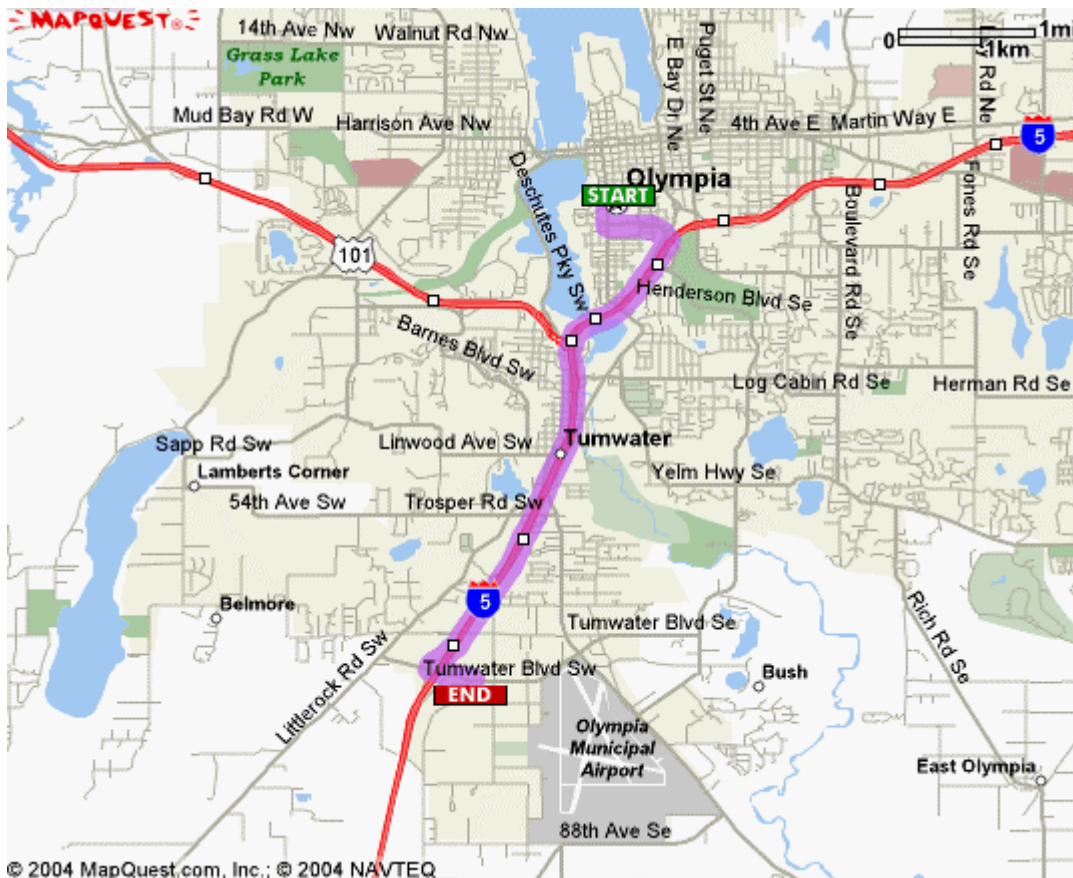 MAPQUEST®
14th Ave Nw
Walnut Rd Nw
Puget St Ne
E Bay Dr Ne
0
1mi
1km
Grass Lake
Park
Mud Bay Rd W
Harrison Ave Nw
4th Ave E
Martin Way E
5
Deschutes Pky Sw
Olympia
START
Boulevard Rd Se
Fones Rd Se
101
Henderson Blvd Se
Barnes Blvd Sw
Log Cabin Rd Se
Herman Rd Se
Sapp Rd Sw
Linwood Ave Sw
Tumwater
Lamberts Corner
Yelm Hwy Se
54th Ave Sw
Trosper Rd Sw
5
Belmore
Tumwater Blvd Se
Rich Rd Se
Littlerock Rd Sw
Tumwater Blvd Sw
Bush
END
Olympia
Municipal
Airport
East Olympia
88th Ave Se
© 2004 MapQuest.com, Inc.; © 2004 NAVTEQ